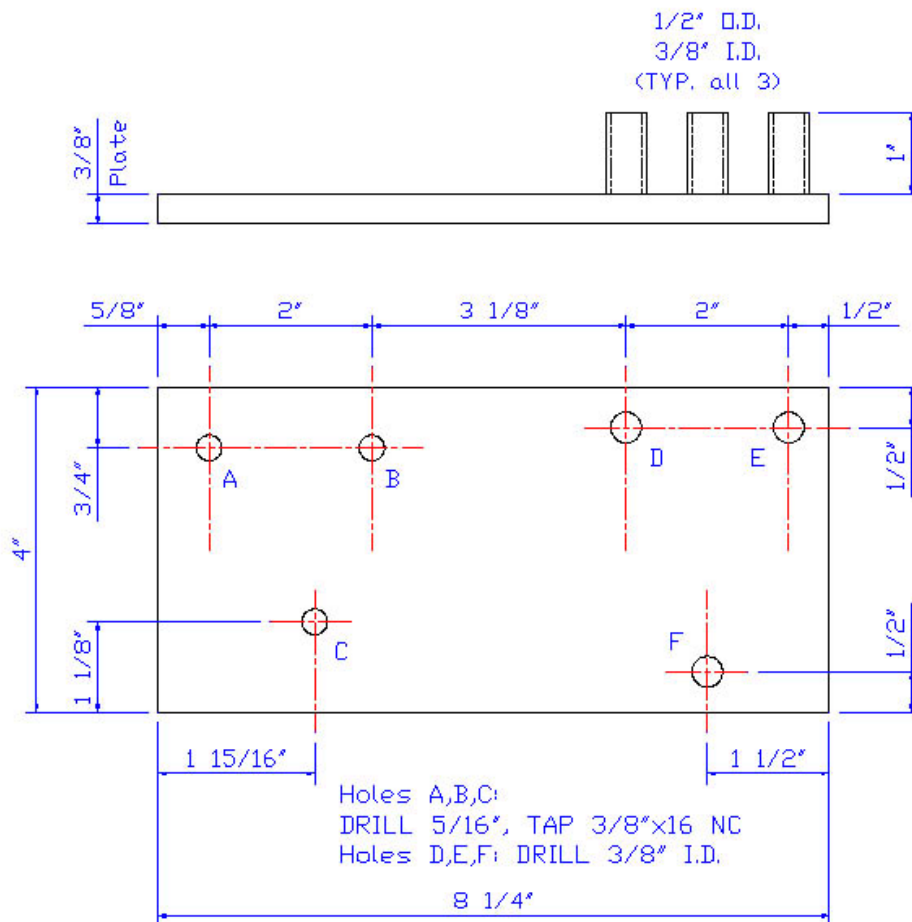 1/2" O.D.
3/8" I.D.
(TYP. all 3)
3/8"
Plate
1"
5/8"
2"
3 1/8"
2"
1/2"
A
B
D
E
3/4"
1/2"
4"
C
F
1 1/8"
1/2"
1 15/16"
1 1/2"
Holes A,B,C:
DRILL 5/16", TAP 3/8"x16 NC
Holes D,E,F: DRILL 3/8" I.D.
8 1/4"